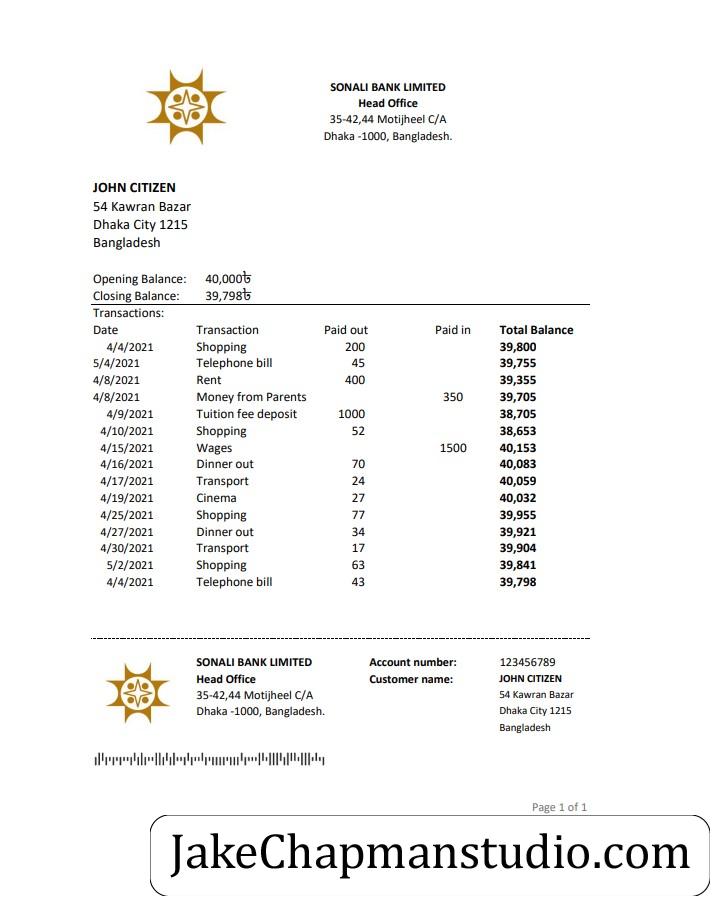 SONALI BANK LIMITED
Head Office
35-42,44 Motijheel C/A
Dhaka -1000, Bangladesh.
JOHN CITIZEN
54 Kawran Bazar
Dhaka City 1215
Bangladesh
Opening Balance: 40,000৳
Closing Balance: 39,798৳
Transactions:
Date Transaction Paid out Paid in Total Balance
4/4/2021 Shopping 200 39,800
5/4/2021 Telephone bill 45 39,755
4/8/2021 Rent 400 39,355
4/8/2021 Money from Parents 350 39,705
4/9/2021 Tuition fee deposit 1000 38,705
4/10/2021 Shopping 52 38,653
4/15/2021 Wages 1500 40,153
4/16/2021 Dinner out 70 40,083
4/17/2021 Transport 24 40,059
4/19/2021 Cinema 27 40,032
4/25/2021 Shopping 77 39,955
4/27/2021 Dinner out 34 39,921
4/30/2021 Transport 17 39,904
5/2/2021 Shopping 63 39,841
4/4/2021 Telephone bill 43 39,798
SONALI BANK LIMITED Account number: 123456789
Head Office Customer name: JOHN CITIZEN
35-42,44 Motijheel C/A 54 Kawran Bazar
Dhaka -1000, Bangladesh. Dhaka City 1215
Bangladesh
Page 1 of 1
JakeChapmanstudio.com